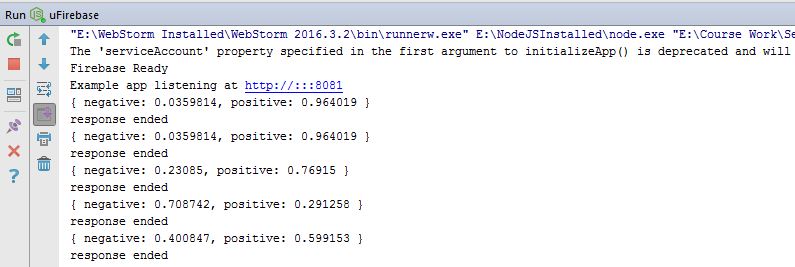 Run uFirebase
"E:\WebStorm Installed\WebStorm 2016.3.2\bin\runnerw.exe" E:\NodeJSInstalled\node.exe "E:\Course Work\Se
The 'serviceAccount' property specified in the first argument to initializeApp() is deprecated and will
Firebase Ready
Example app listening at http://:::8081
{ negative: 0.0359814, positive: 0.964019 }
response ended
{ negative: 0.0359814, positive: 0.964019 }
response ended
{ negative: 0.23085, positive: 0.76915 }
response ended
{ negative: 0.708742, positive: 0.291258 }
response ended
{ negative: 0.400847, positive: 0.599153 }
response ended